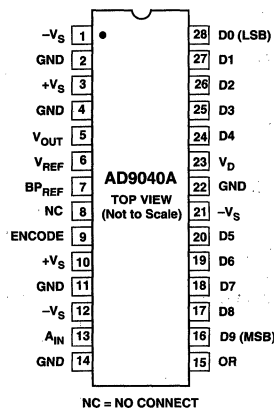 −VS 1 28 D0 (LSB)
GND 2 27 D1
+VS 3 26 D2
GND 4 25 D3
VOUT 5 24 D4
VREF 6 23 VD
BPREF 7 22 GND
NC 8 21 −VS
ENCODE 9 20 D5
+VS 10 19 D6
GND 11 18 D7
−VS 12 17 D8
AIN 13 16 D9 (MSB)
GND 14 15 OR
AD9040A
TOP VIEW
(Not to Scale)
NC = NO CONNECT